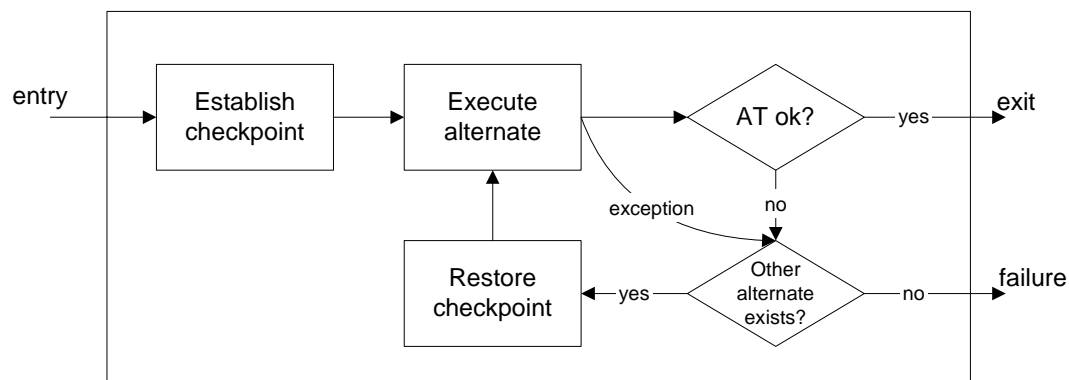 entry
Establish
checkpoint
Execute
alternate
AT ok?
yes
exit
exception
no
Restore
checkpoint
yes
Other
alternate
exists?
no
failure